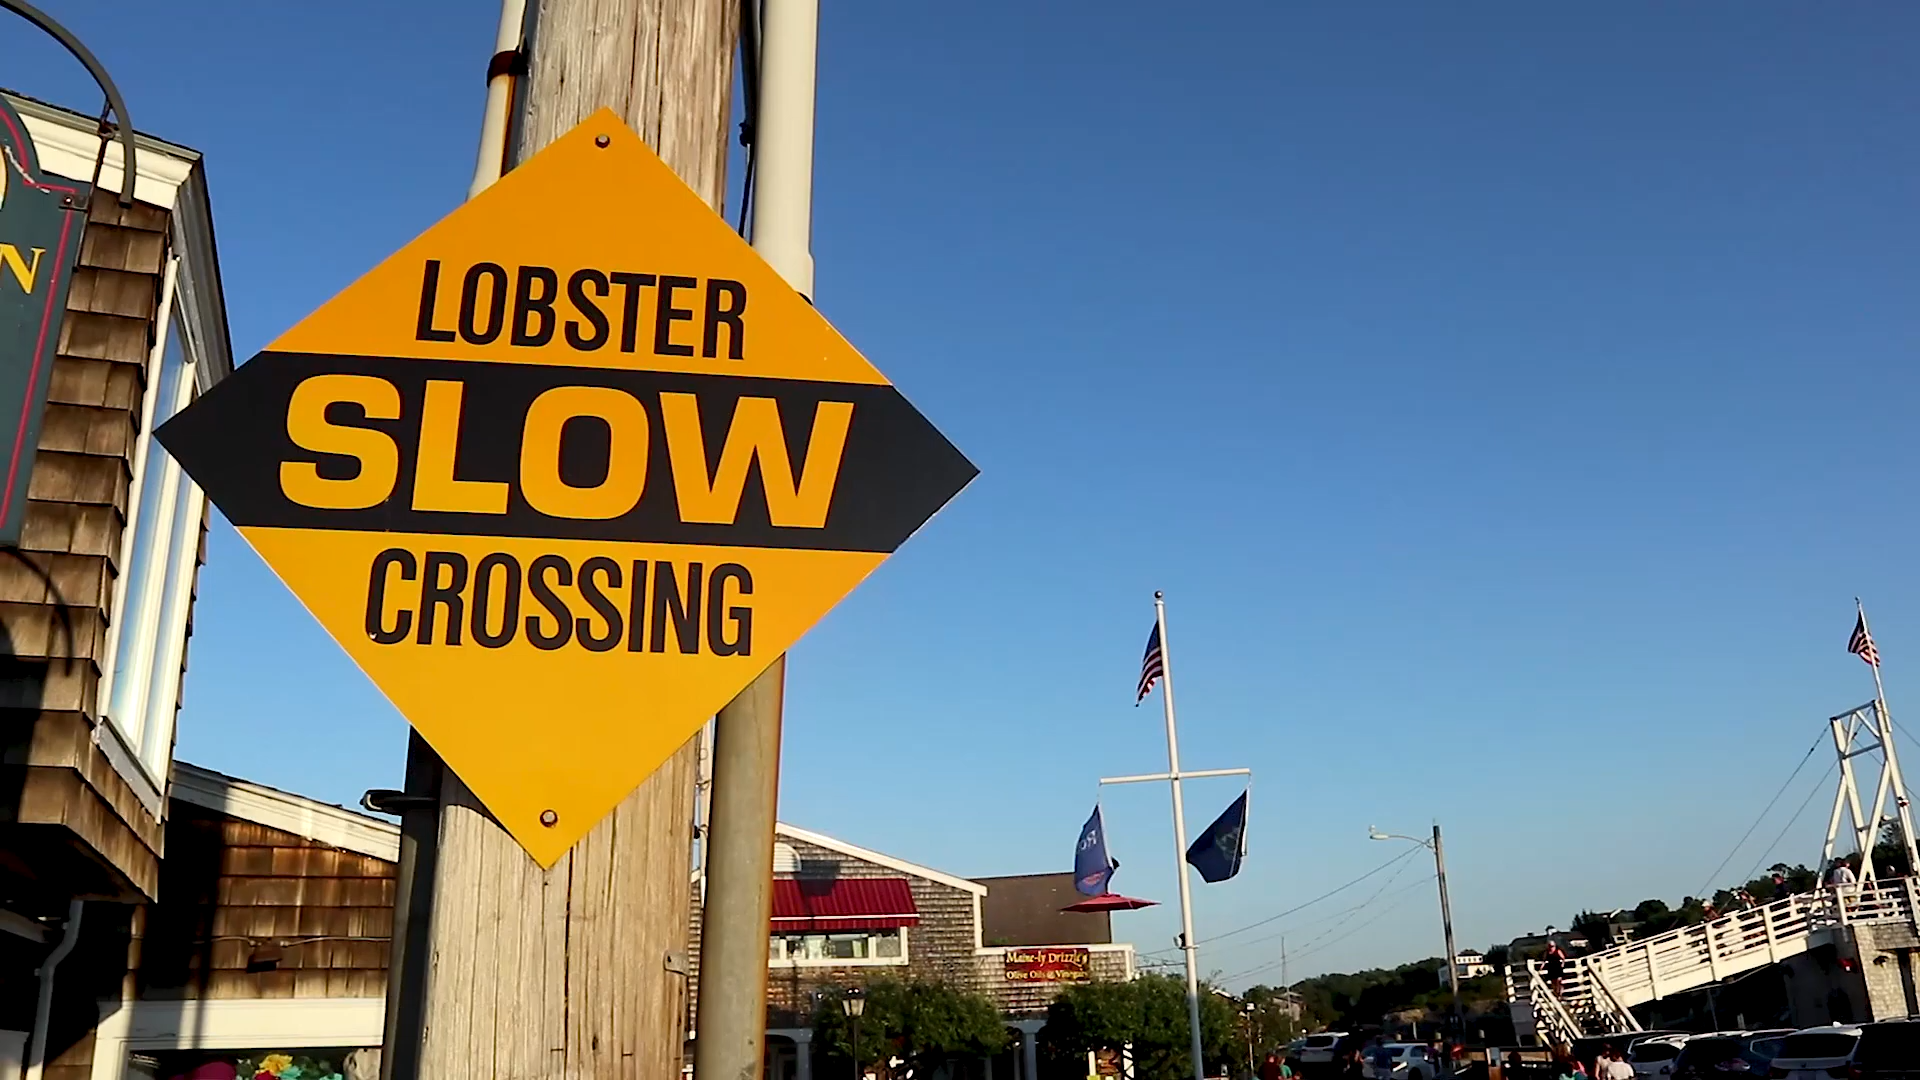 N
LOBSTER
SLOW
CROSSING
Maine-ly Drizzle's
Olive Oils & Vinegars